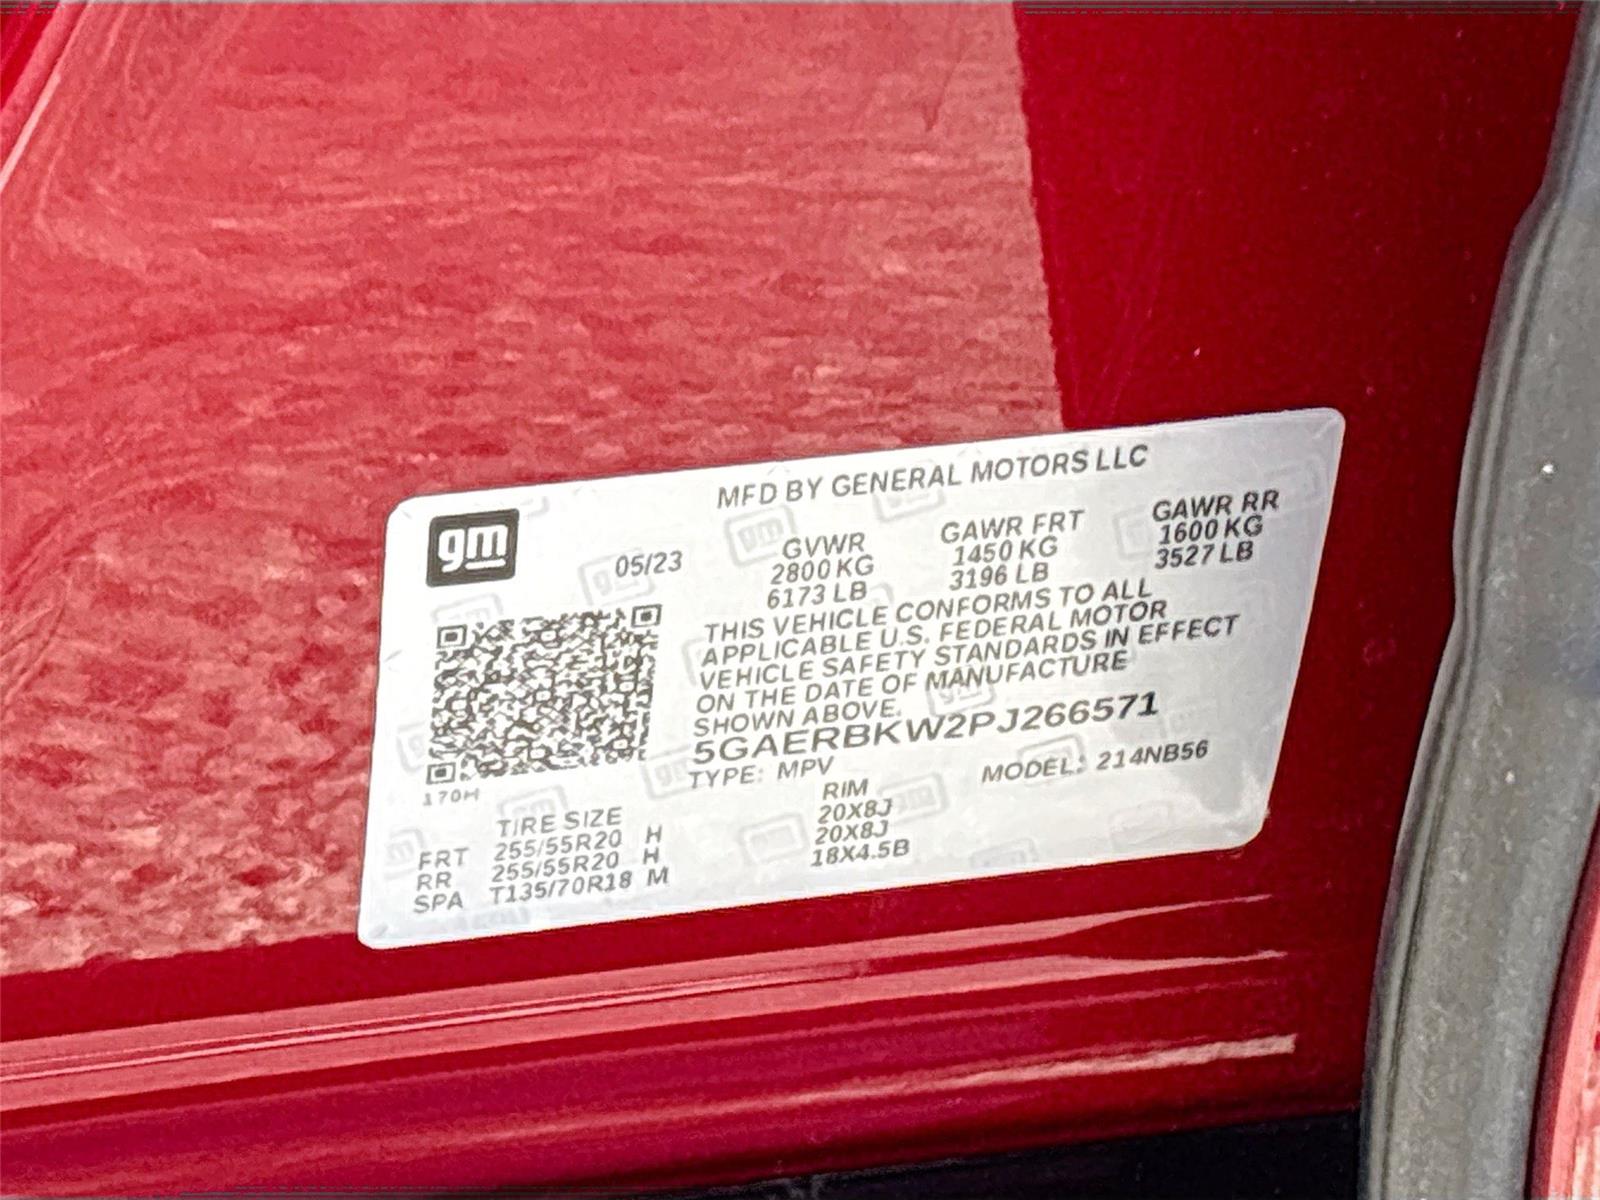 MFD BY GENERAL MOTORS LLC
gm
05/23
GVWR GAWR FRT GAWR RR
2800 KG 1450 KG 1600 KG
6173 LB 3196 LB 3527 LB
THIS VEHICLE CONFORMS TO ALL
APPLICABLE U.S. FEDERAL MOTOR
VEHICLE SAFETY STANDARDS IN EFFECT
ON THE DATE OF MANUFACTURE
SHOWN ABOVE.
5GAERBKW2PJ266571
TYPE: MPV MODEL: 214NB56
170H
TIRE SIZE RIM
FRT 255/55R20 H 20X8J
RR 255/55R20 H 20X8J
SPA T135/70R18 M 18X4.5B